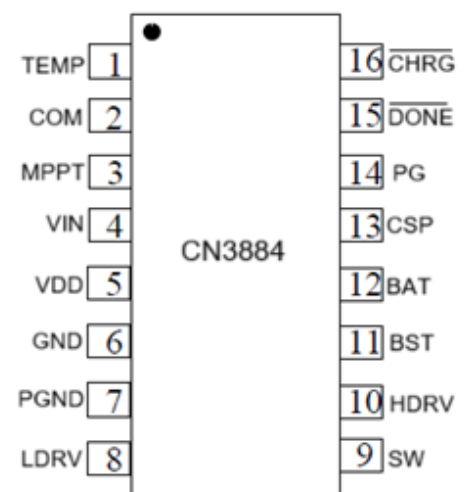 TEMP 1 16 CHRG
COM 2 15 DONE
MPPT 3 14 PG
VIN 4 13 CSP
CN3884
VDD 5 12 BAT
GND 6 11 BST
PGND 7 10 HDRV
LDRV 8 9 SW